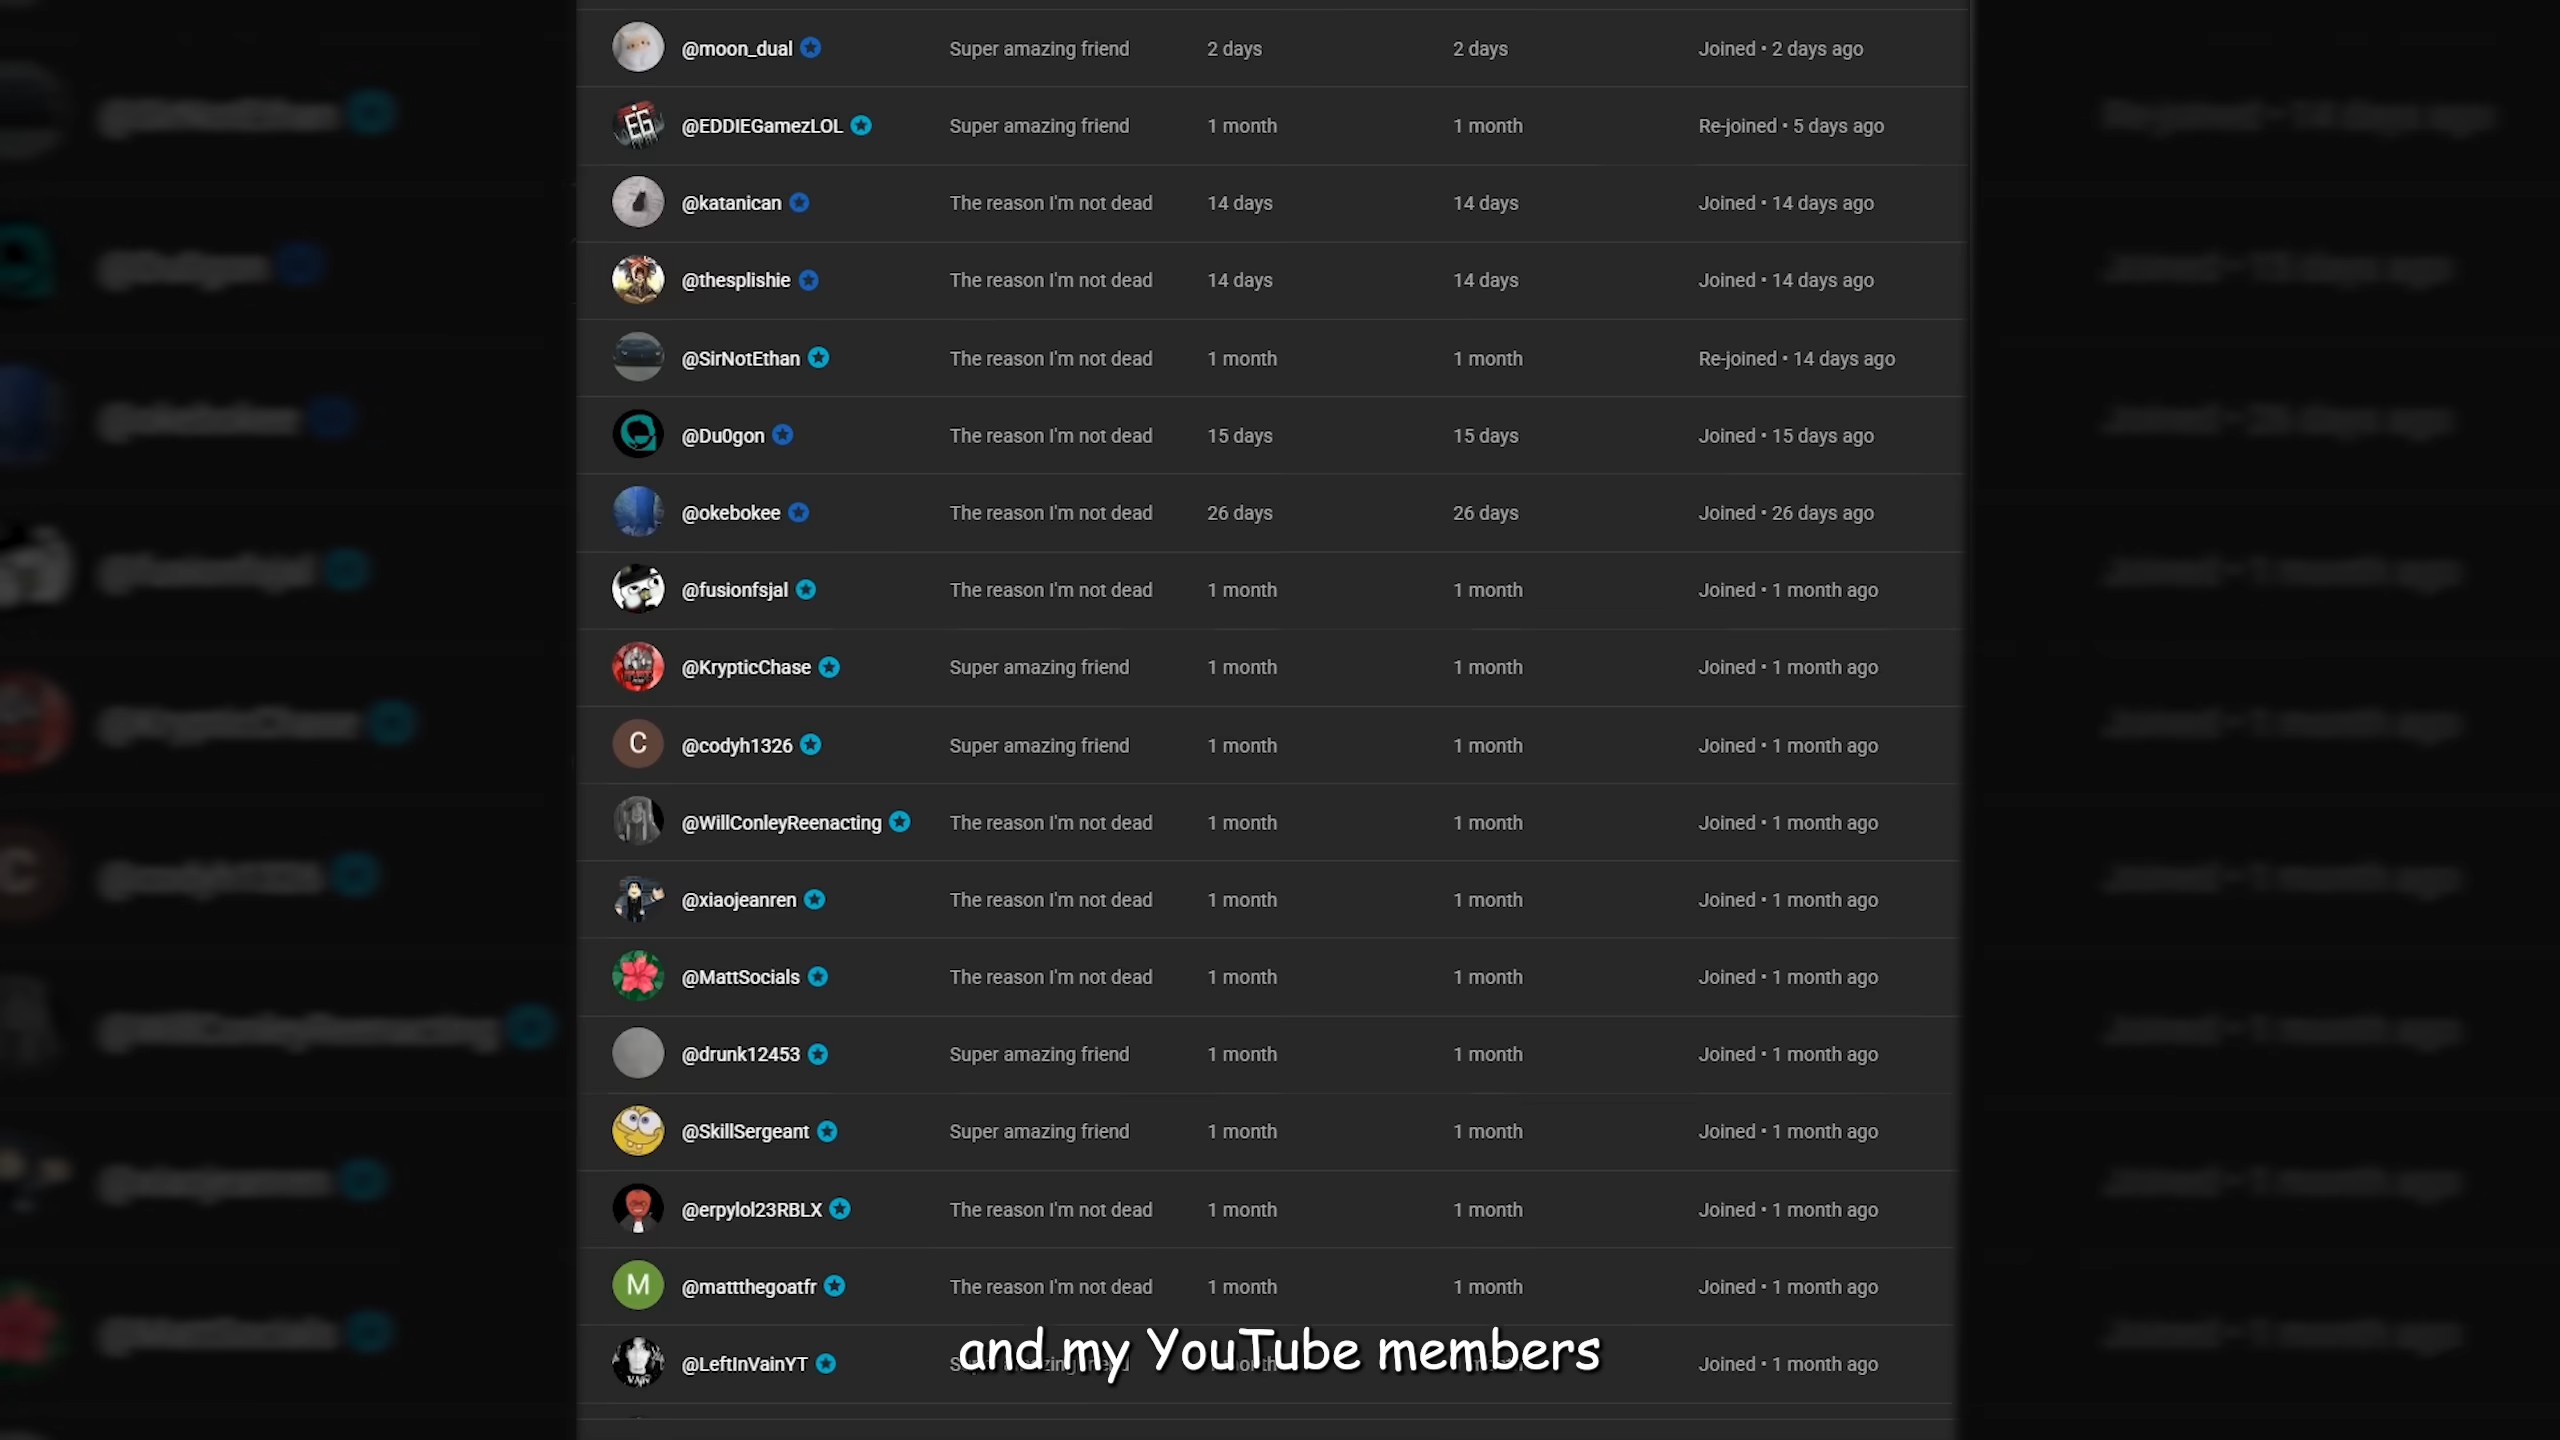 @moon_dual Super amazing friend 2 days 2 days Joined • 2 days ago
EG @EDDIEGamezLOL Super amazing friend 1 month 1 month Re-joined • 5 days ago
@katanican The reason I'm not dead 14 days 14 days Joined • 14 days ago
@thesplishie The reason I'm not dead 14 days 14 days Joined • 14 days ago
@SirNotEthan The reason I'm not dead 1 month 1 month Re-joined • 14 days ago
@Du0gon The reason I'm not dead 15 days 15 days Joined • 15 days ago
@okebokee The reason I'm not dead 26 days 26 days Joined • 26 days ago
@fusionfsjal The reason I'm not dead 1 month 1 month Joined • 1 month ago
@KrypticChase Super amazing friend 1 month 1 month Joined • 1 month ago
C @codyh1326 Super amazing friend 1 month 1 month Joined • 1 month ago
@WillConleyReenacting The reason I'm not dead 1 month 1 month Joined • 1 month ago
@xiaojeanren The reason I'm not dead 1 month 1 month Joined • 1 month ago
@MattSocials The reason I'm not dead 1 month 1 month Joined • 1 month ago
@drunk12453 Super amazing friend 1 month 1 month Joined • 1 month ago
@SkillSergeant Super amazing friend 1 month 1 month Joined • 1 month ago
@erpylol23RBLX The reason I'm not dead 1 month 1 month Joined • 1 month ago
M @mattthegoatfr The reason I'm not dead 1 month 1 month Joined • 1 month ago
VAIN @LeftInVainYT Joined • 1 month ago
and my YouTube members